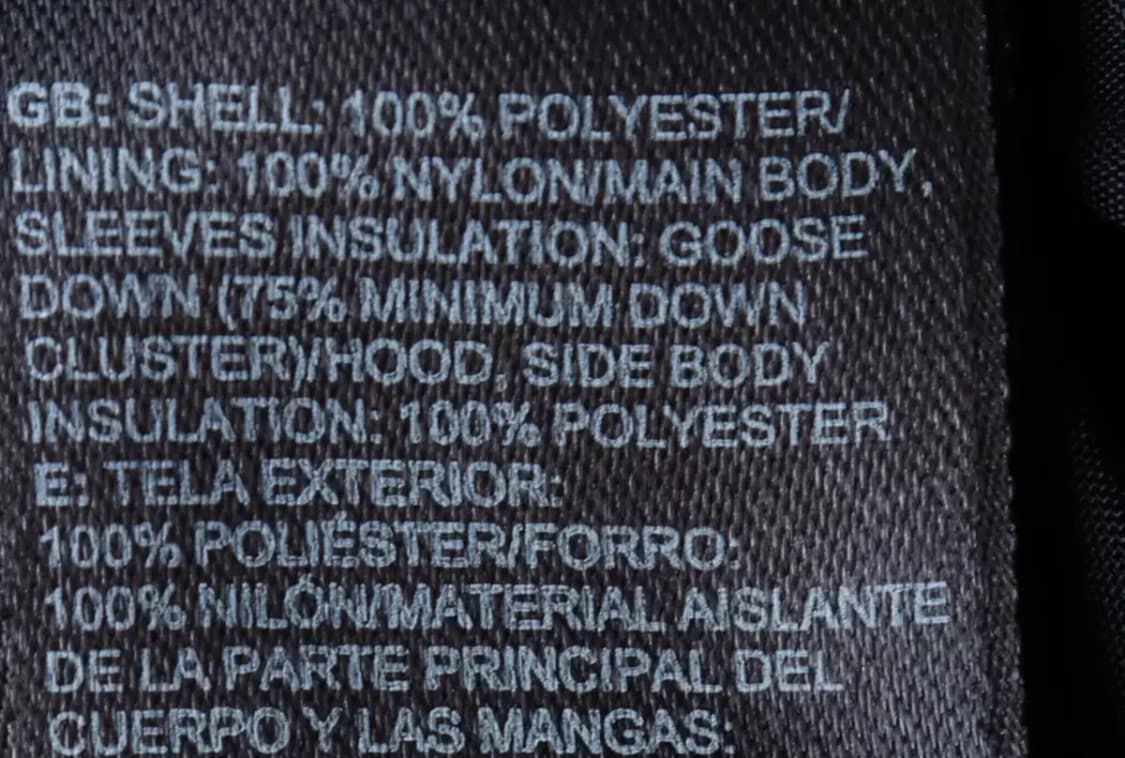 GB: SHELL: 100% POLYESTER/
LINING: 100% NYLON/MAIN BODY,
SLEEVES INSULATION: GOOSE
DOWN (75% MINIMUM DOWN
CLUSTER)/HOOD, SIDE BODY
INSULATION: 100% POLYESTER
E: TELA EXTERIOR:
100% POLIÉSTER/FORRO:
100% NILÓN/MATERIAL AISLANTE
DE LA PARTE PRINCIPAL DEL
CUERPO Y LAS MANGAS: